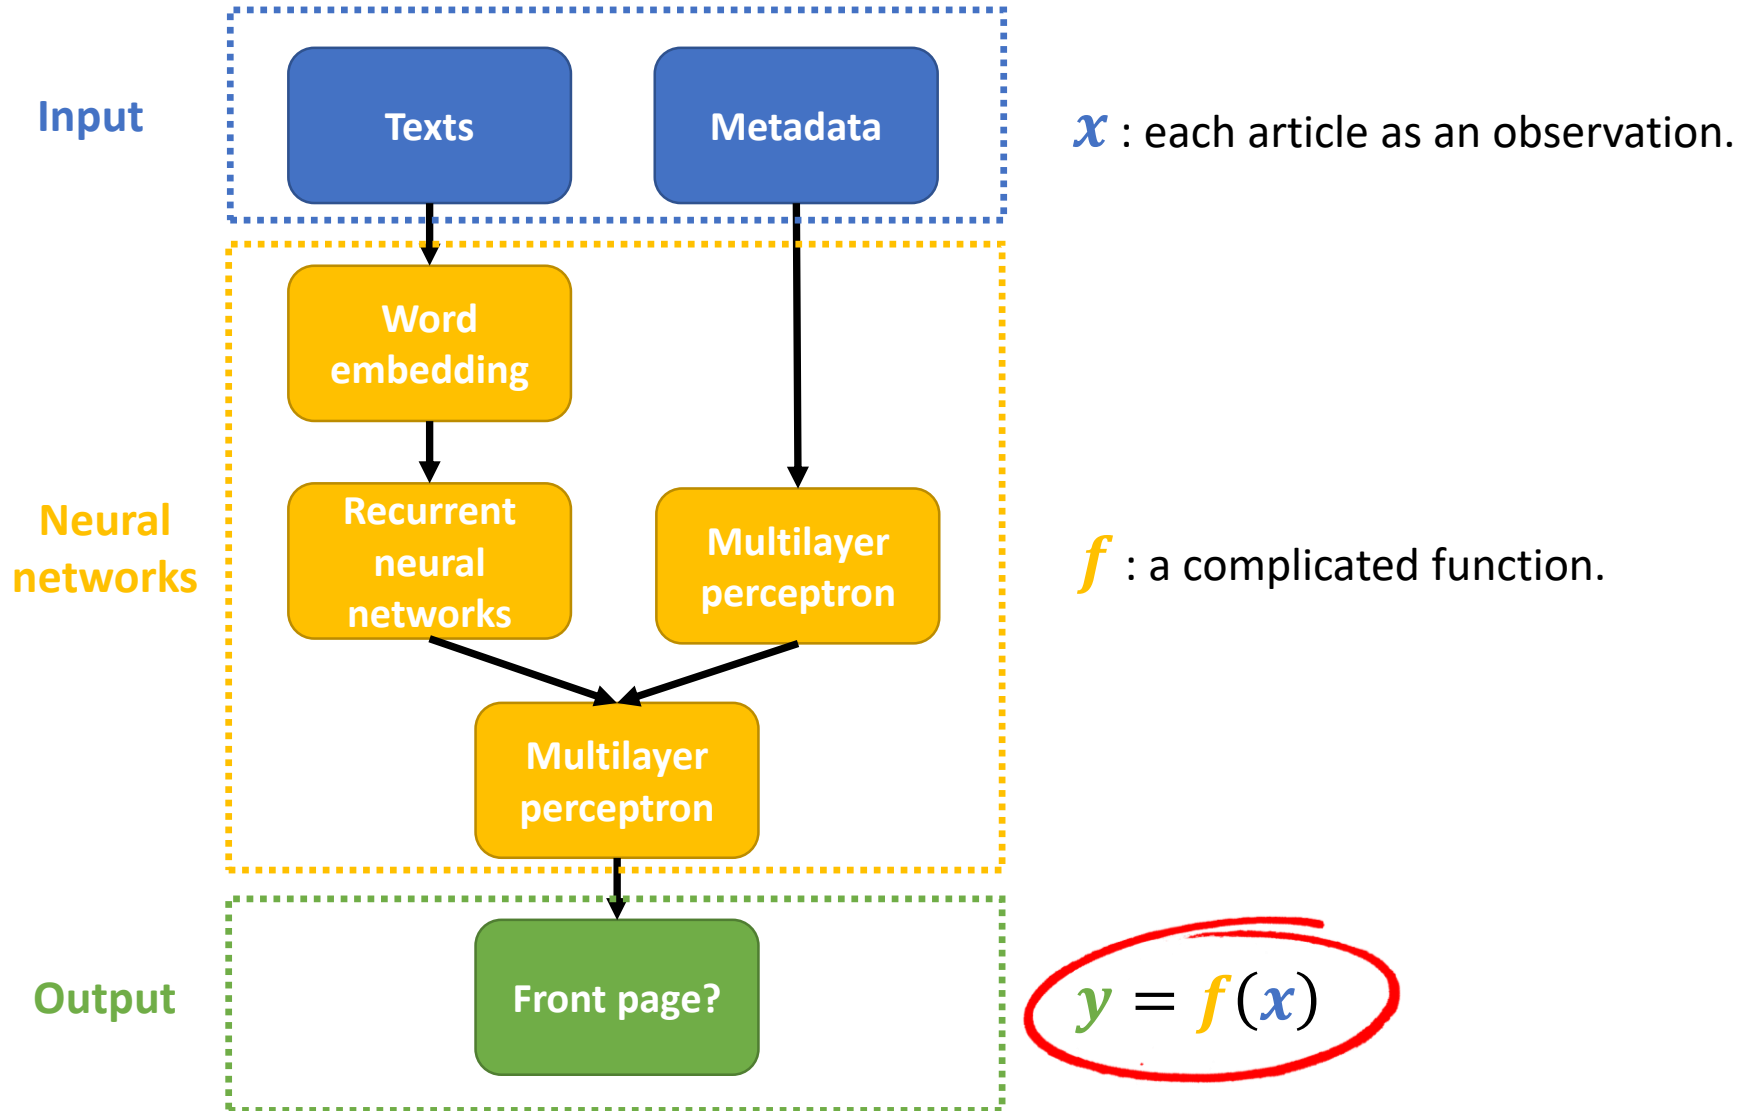 Input
Texts
Metadata
x : each article as an observation.
Word
embedding
Neural
networks
Recurrent
neural
networks
Multilayer
perceptron
f : a complicated function.
Multilayer
perceptron
Output
Front page?
y = f(x)